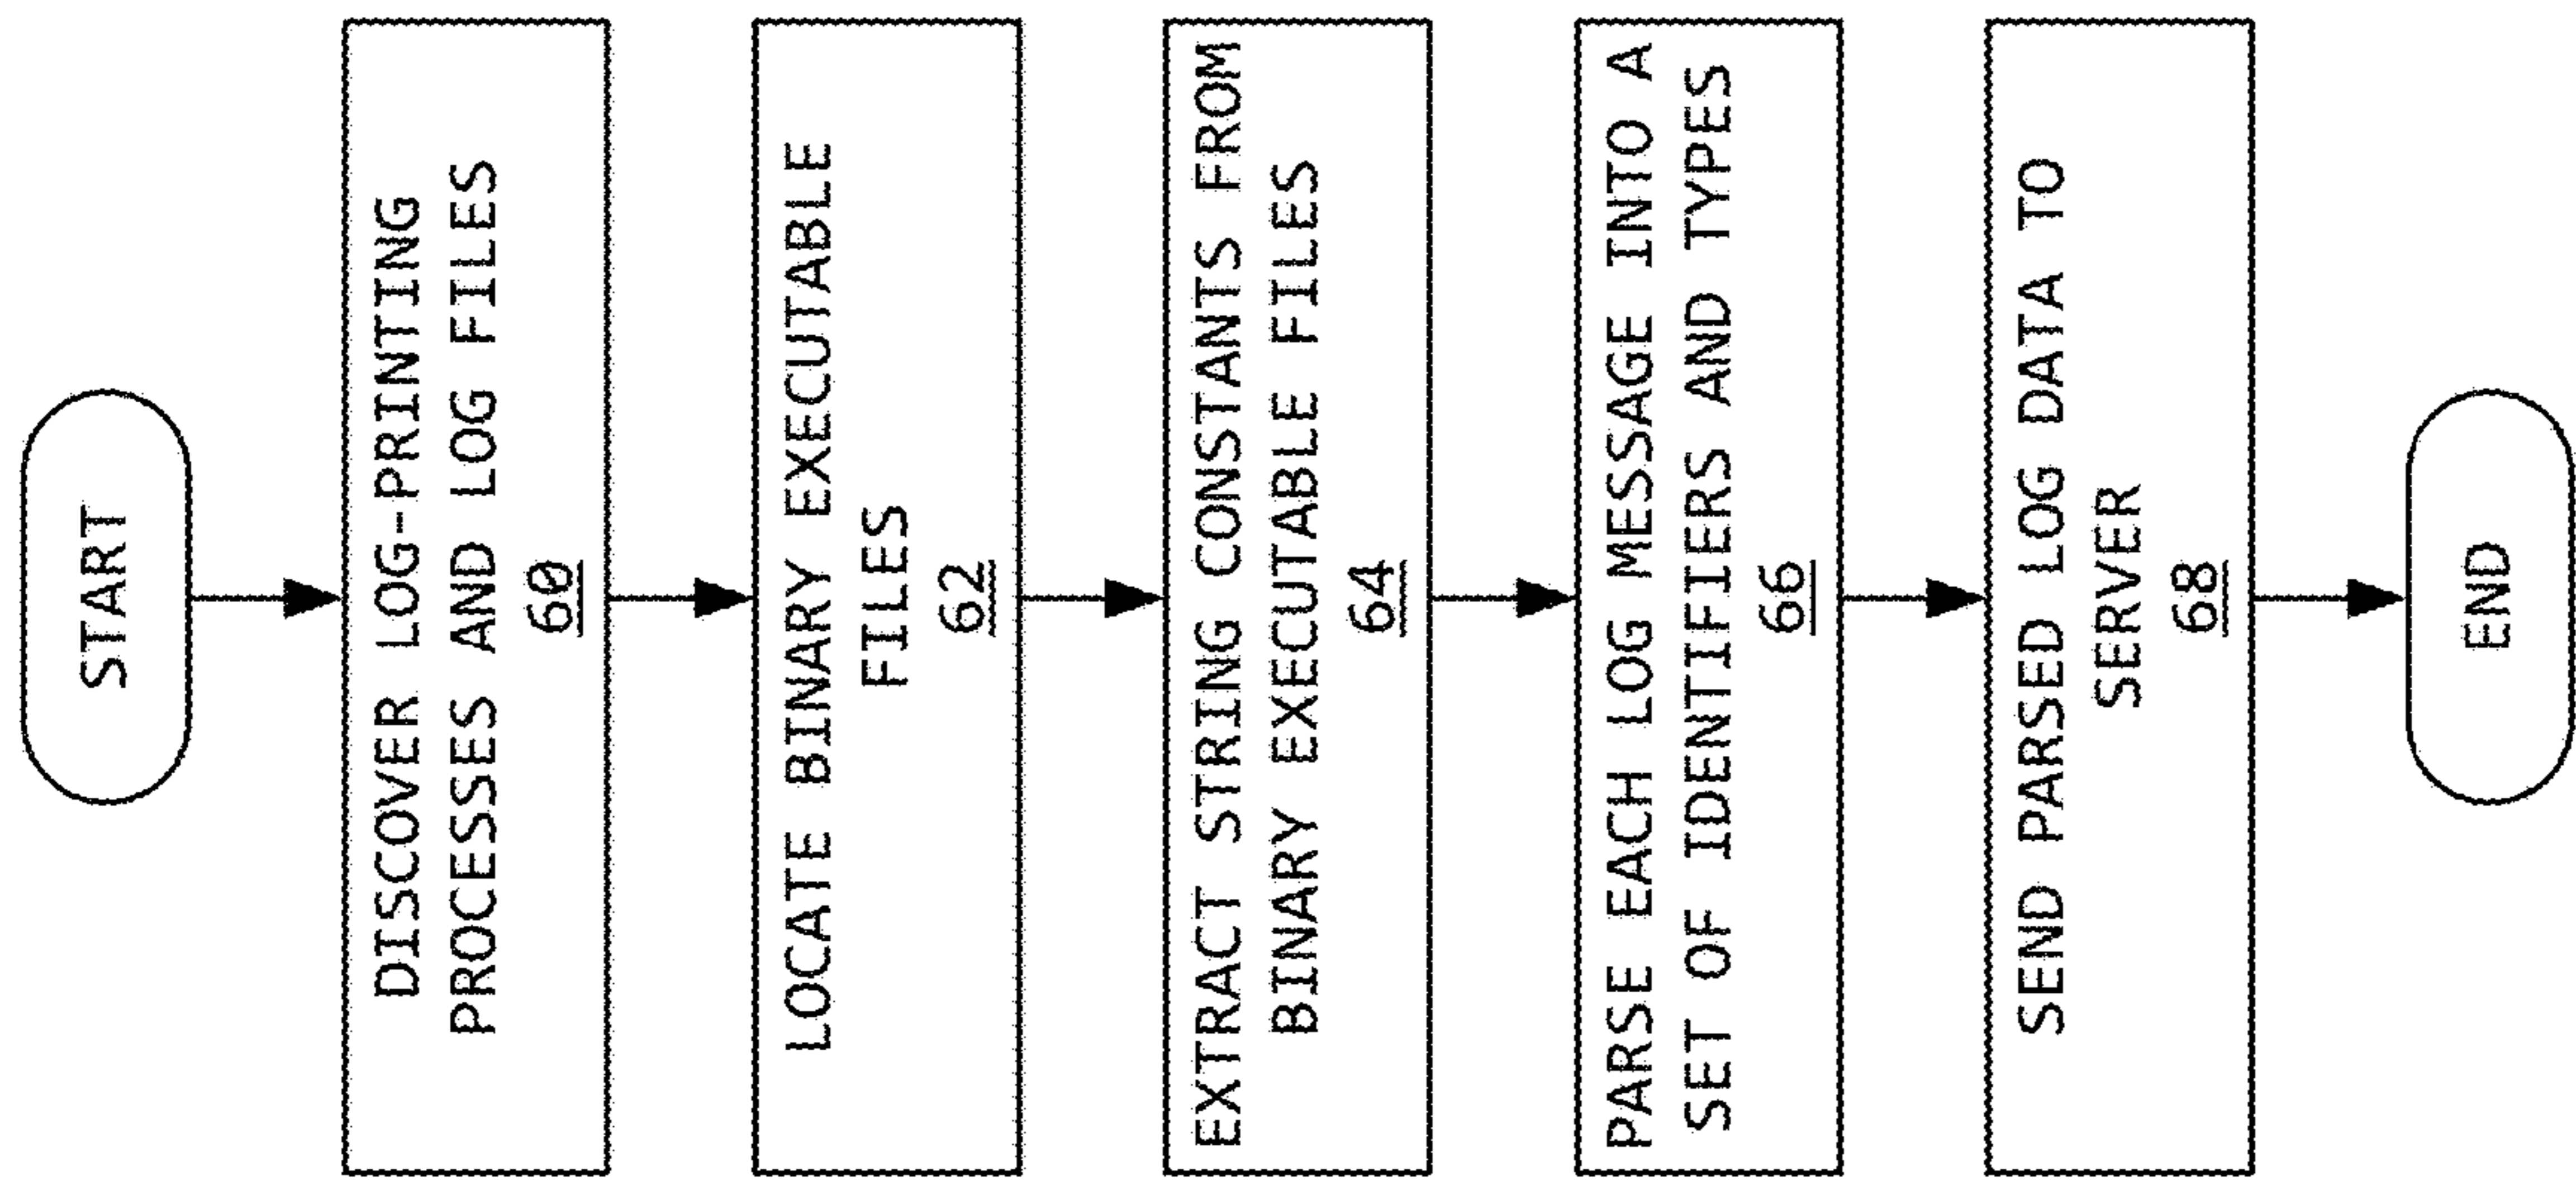 START
DISCOVER LOG-PRINTING
PROCESSES AND LOG FILES
60
LOCATE BINARY EXECUTABLE
FILES
62
EXTRACT STRING CONSTANTS FROM
BINARY EXECUTABLE FILES
64
PARSE EACH LOG MESSAGE INTO A
SET OF IDENTIFIERS AND TYPES
66
SEND PARSED LOG DATA TO
SERVER
68
END